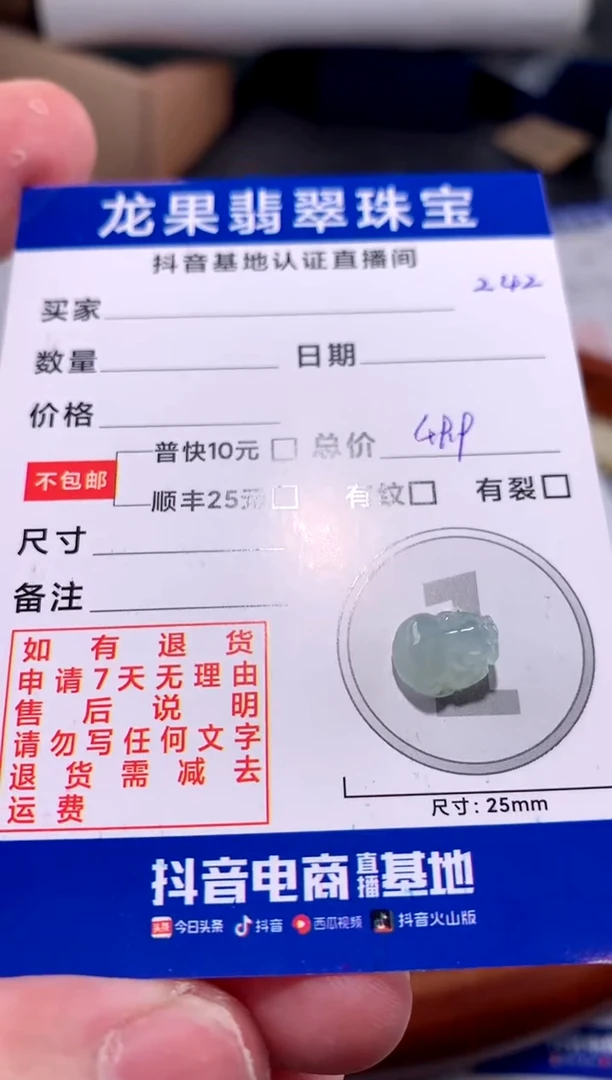 龙果翡翠珠宝
抖音基地认证直播间
242
买家
数量 日期
价格
普快10元 总价
不包邮
顺丰25元 有纹 有裂
尺寸
备注
如有退货
申请7天无理由
售后说明
请勿写任何文字
退货需减去
运费
1
尺寸:25mm
抖音电商直播基地
头条 今日头条 抖音 西瓜视频 抖音火山版